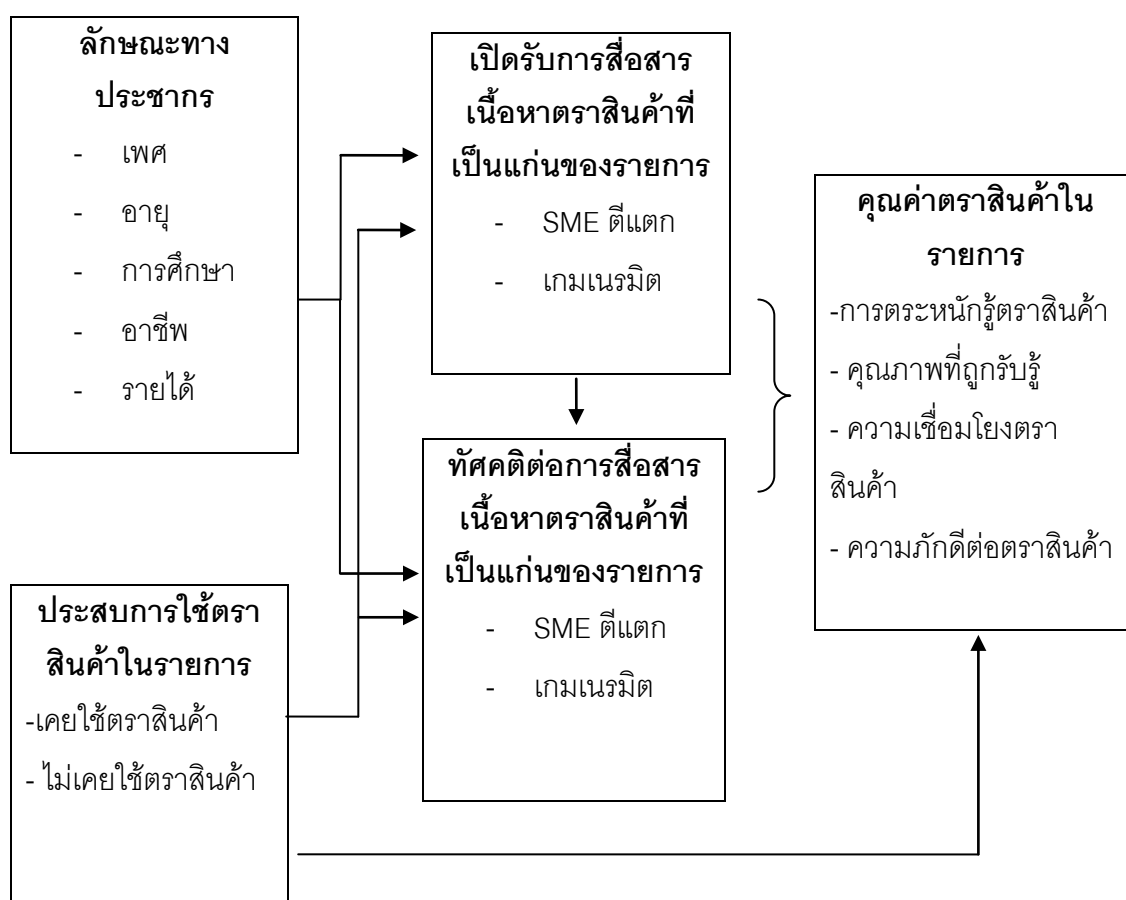 ลักษณะทาง
ประชากร
- เพศ
- อายุ
- การศึกษา
- อาชีพ
- รายได้
เปิดรับการสื่อสาร
เนื้อหาตราสินค้าที่
เป็นแก่นของรายการ
- SME ตีแตก
- เกมเนรมิต
ทัศคติต่อการสื่อสาร
เนื้อหาตราสินค้าที่
เป็นแก่นของรายการ
- SME ตีแตก
- เกมเนรมิต
ประสบการใช้ตรา
สินค้าในรายการ
-เคยใช้ตราสินค้า
- ไม่เคยใช้ตราสินค้า
คุณค่าตราสินค้าใน
รายการ
-การตระหนักรู้ตราสินค้า
- คุณภาพที่ถูกรับรู้
- ความเชื่อมโยงตรา
สินค้า
- ความภักดีต่อตราสินค้า